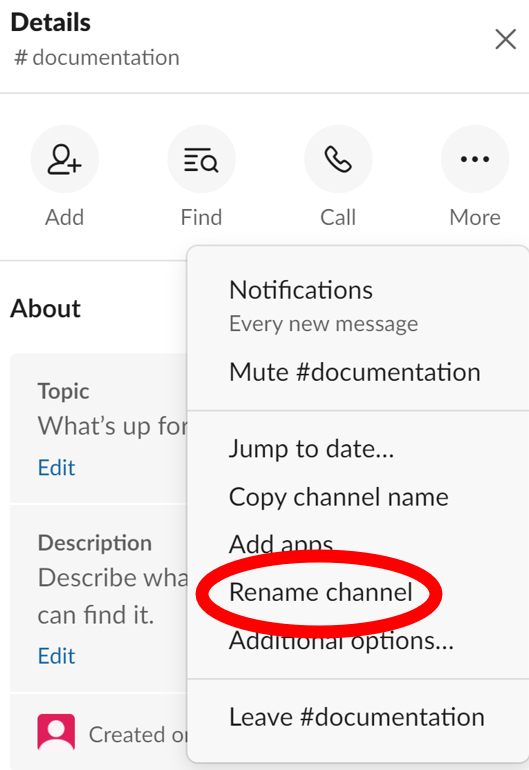 Details
# documentation
Add
Find
Call
More
About
Topic
What's up for
Edit
Description
Describe wha
can find it.
Edit
Created
Notifications
Every new message
Mute #documentation
Jump to date...
Copy channel name
Add apps
Rename channel
Additional options...
Leave #documentation